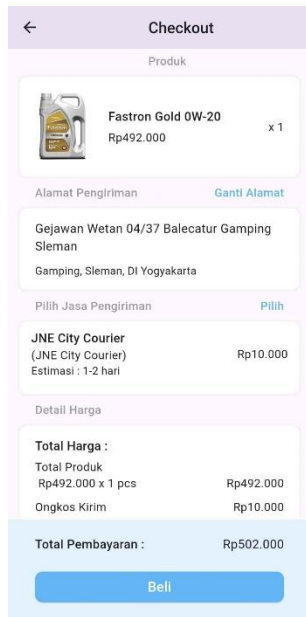 Checkout
Produk
Fastron Gold 0W-20
Rp492.000
x 1
Alamat Pengiriman
Ganti Alamat
Gejawan Wetan 04/37 Balecatur Gamping
Sleman
Gamping, Sleman, DI Yogyakarta
Pilih Jasa Pengiriman
Pilih
JNE City Courier
(JNE City Courier)
Rp10.000
Estimasi : 1-2 hari
Detail Harga
Total Harga :
Total Produk
Rp492.000 x 1 pcs
Rp492.000
Ongkos Kirim
Rp10.000
Total Pembayaran :
Rp502.000
Beli